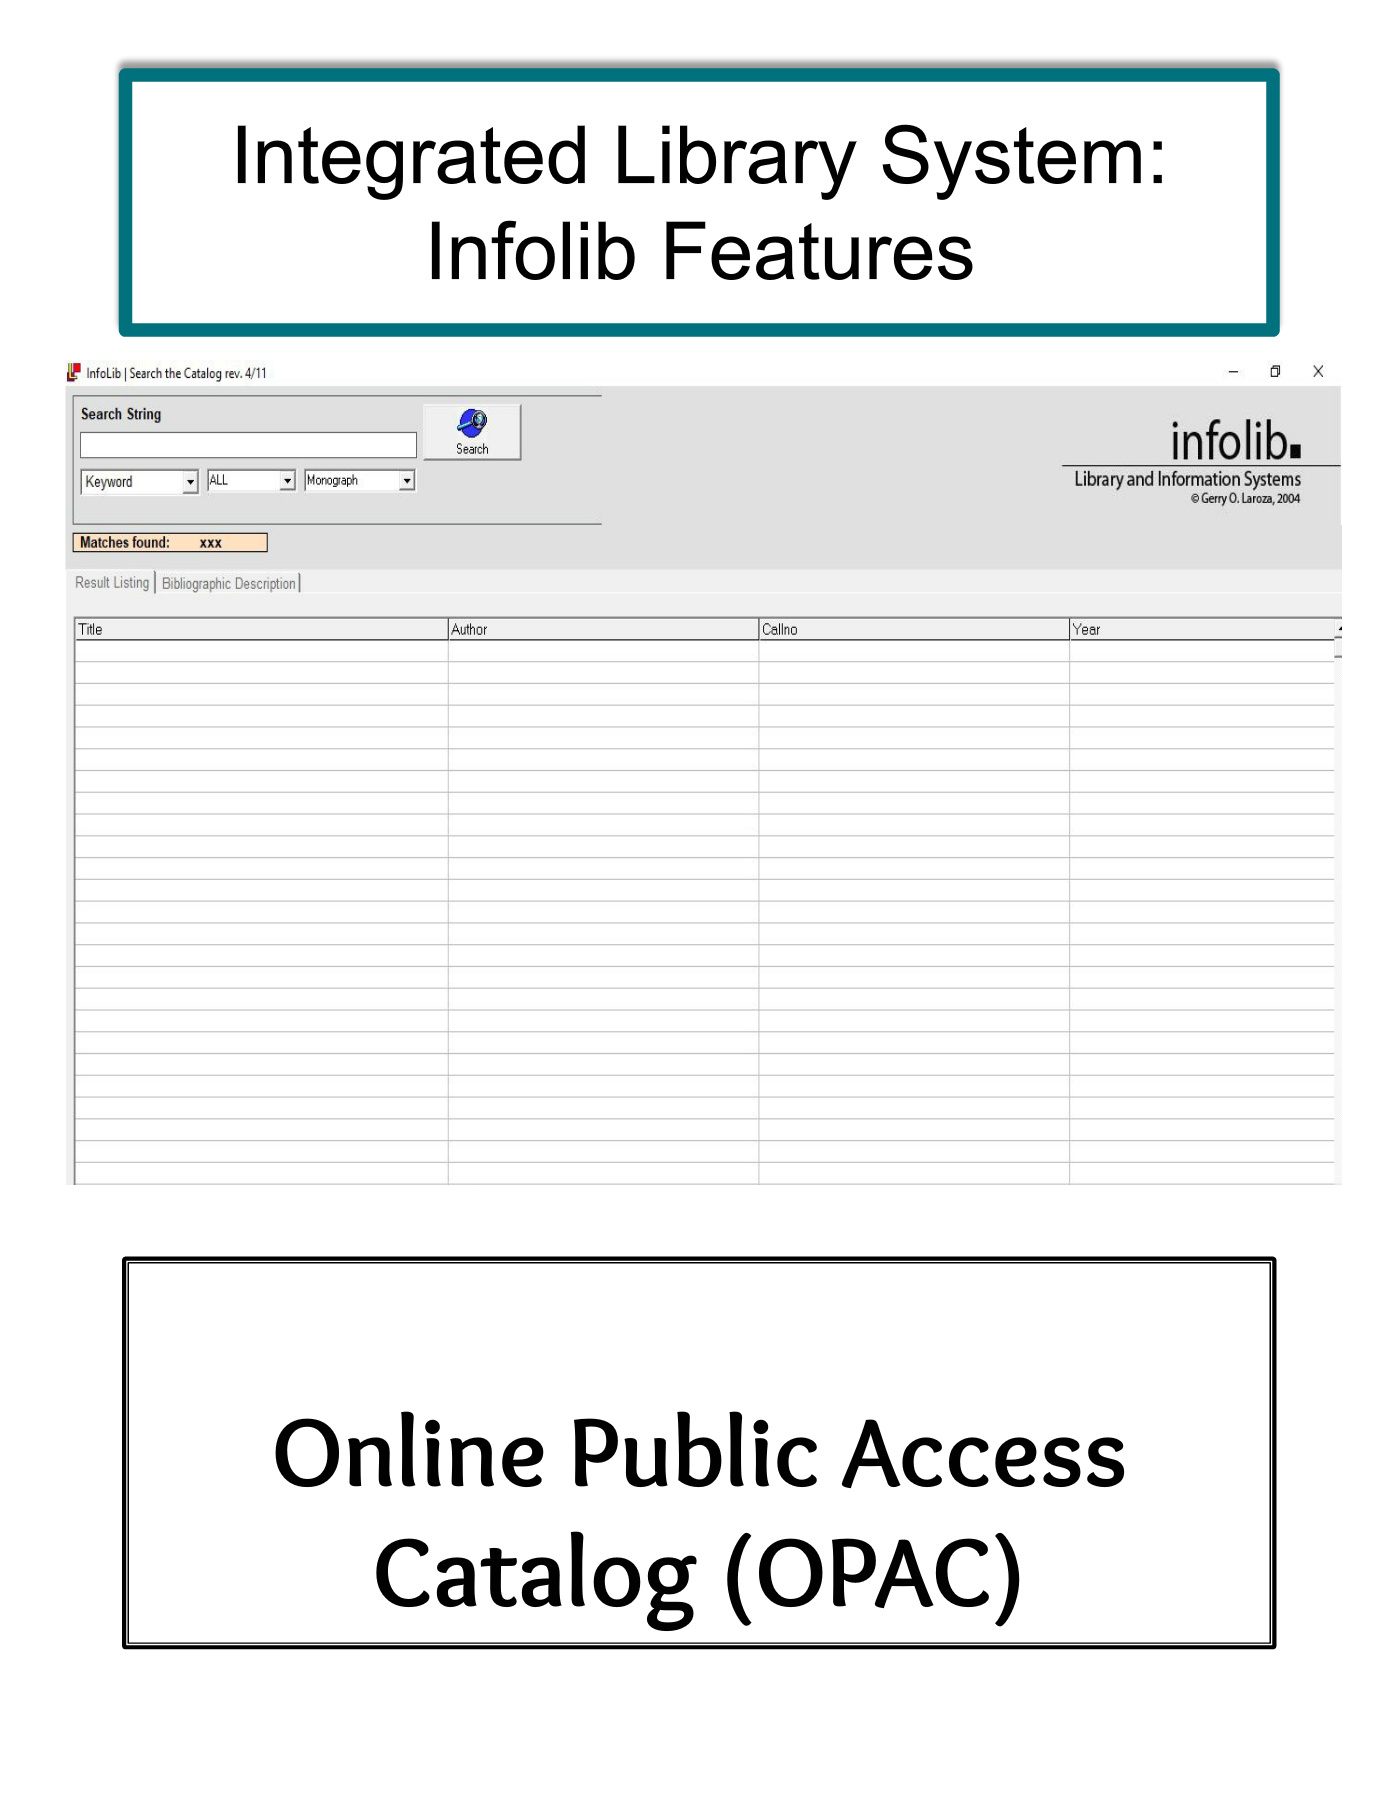 Integrated Library System:
Infolib Features
InfoLib | Search the Catalog rev. 4/11
Search String
Search
Keyword ALL Monograph
infolib.
Library and Information Systems
© Gerry O. Laroza, 2004
Matches found: xxx
Result Listing Bibliographic Description
Title Author Callno Year
Online Public Access
Catalog (OPAC)